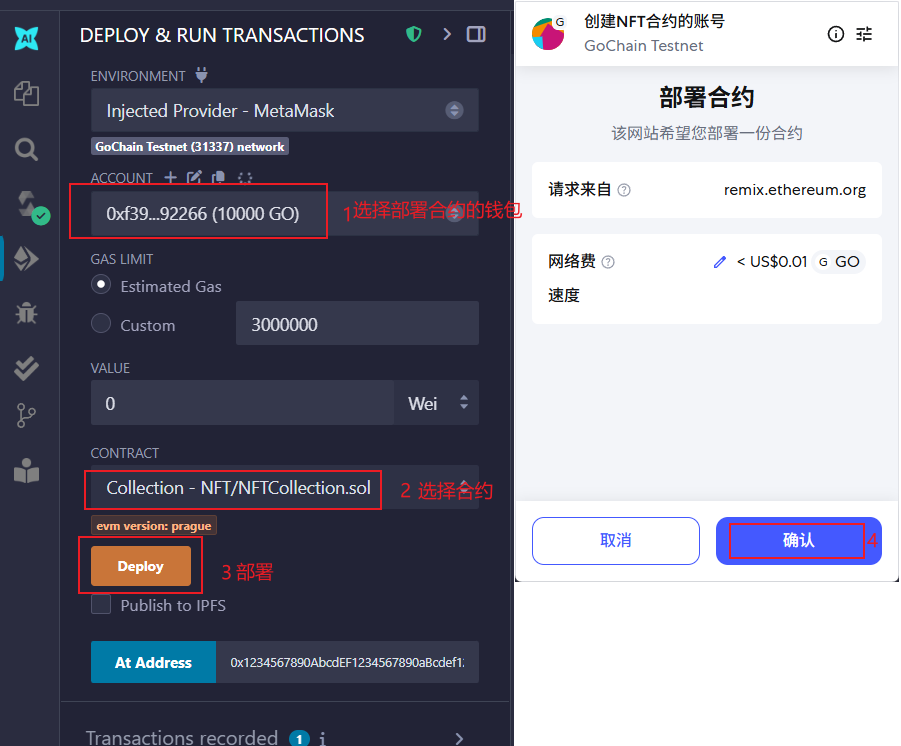 AI
DEPLOY & RUN TRANSACTIONS
ENVIRONMENT
Injected Provider - MetaMask
GoChain Testnet (31337) network
ACCOUNT
0xf39...92266 (10000 GO)
1选择部署合约的钱包
GAS LIMIT
Estimated Gas
Custom
3000000
VALUE
0
Wei
CONTRACT
Collection - NFT/NFTCollection.sol
2 选择合约
evm version: prague
Deploy
3 部署
Publish to IPFS
At Address
0x1234567890AbcdEF1234567890aBcdef1
Transactions recorded 1 i
G
创建NFT合约的账号
GoChain Testnet
部署合约
该网站希望您部署一份合约
请求来自 ?
remix.ethereum.org
网络费 ?
< US$0.01 G GO
速度
取消
确认
4